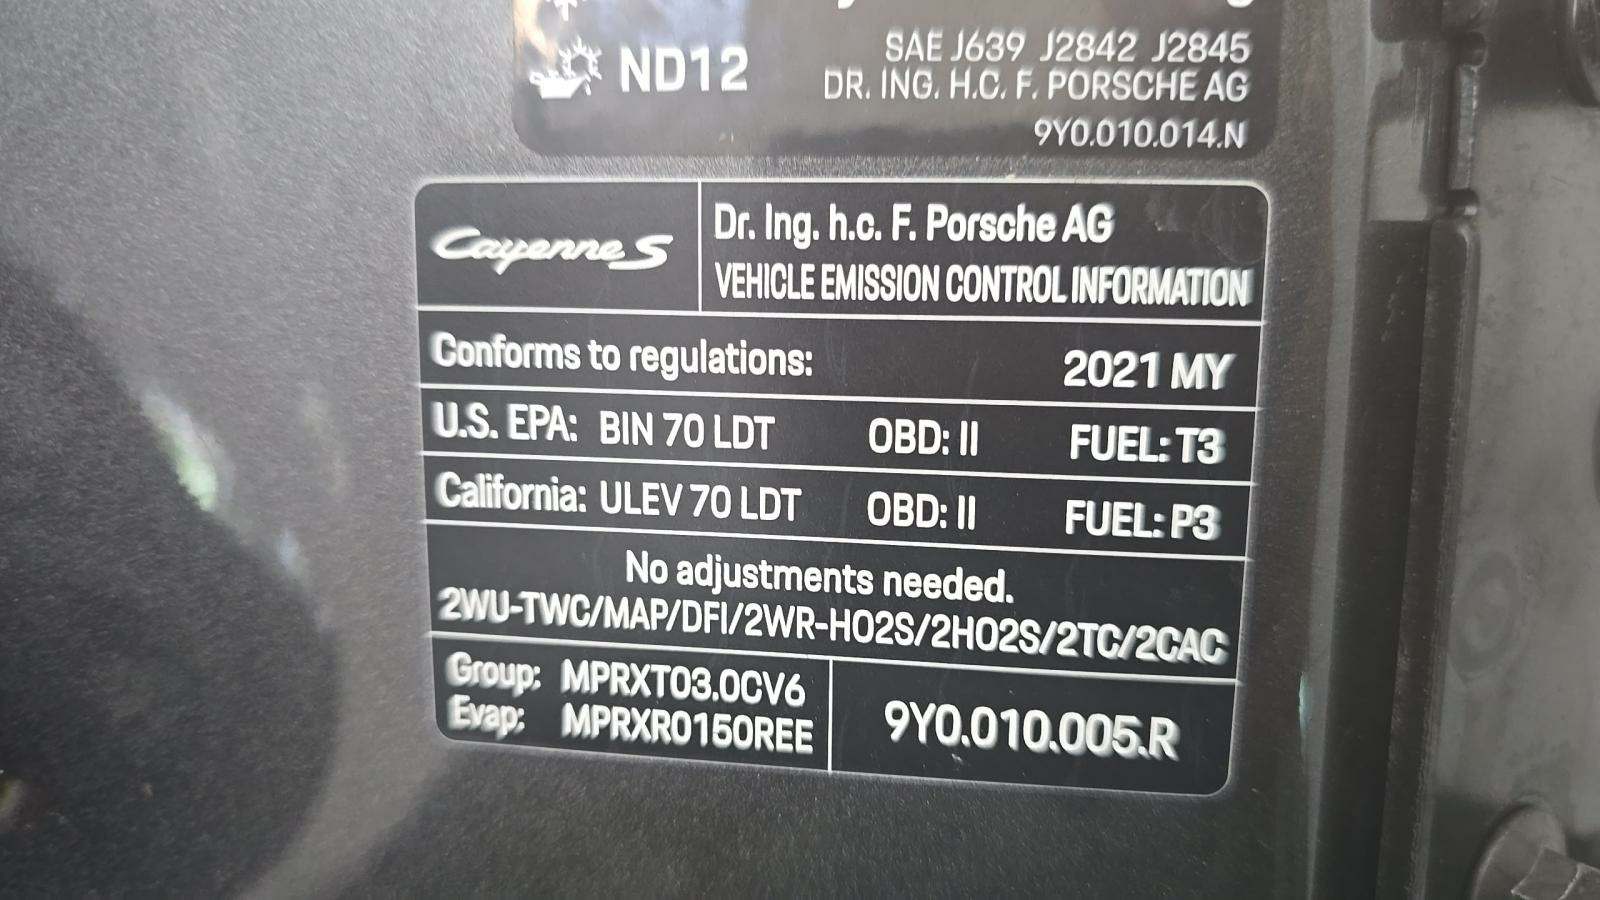 ND12
SAE J639 J2842 J2845
DR. ING. H.C. F. PORSCHE AG
9Y0.010.014.N
Cayenne S
Dr. Ing. h.c. F. Porsche AG
VEHICLE EMISSION CONTROL INFORMATION
Conforms to regulations: 2021 MY
U.S. EPA: BIN 70 LDT OBD: II FUEL: T3
California: ULEV 70 LDT OBD: II FUEL: P3
No adjustments needed.
2WU-TWC/MAP/DFI/2WR-HO2S/2HO2S/2TC/2CAC
Group: MPRXT03.0CV6
Evap: MPRXR0150REE
9Y0.010.005.R